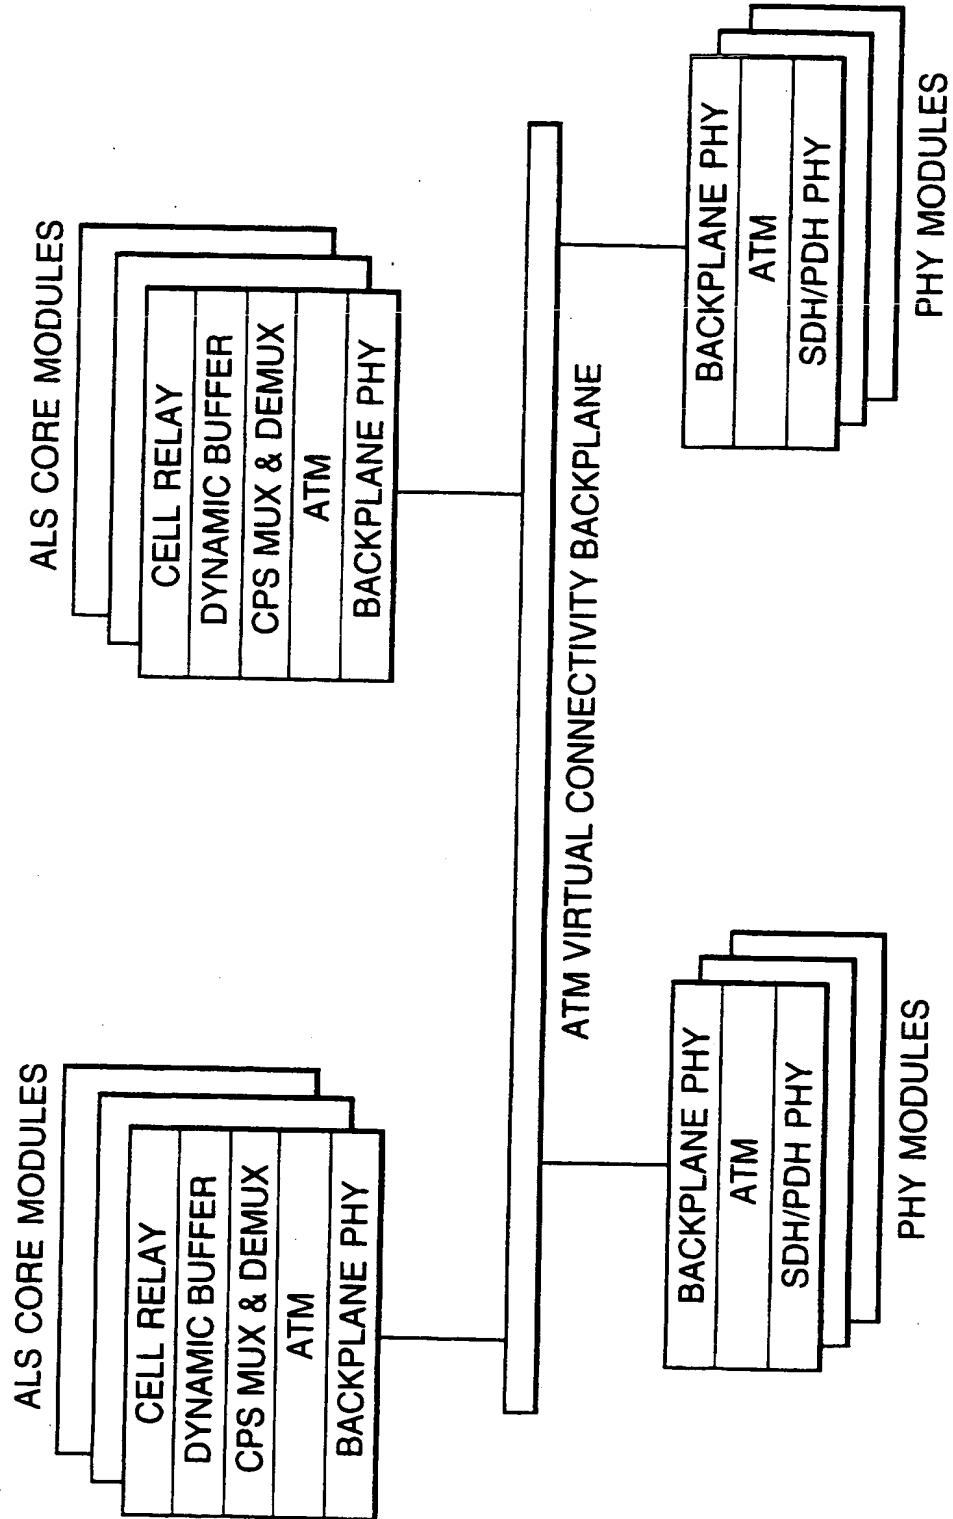 ALS CORE MODULES
CELL RELAY
DYNAMIC BUFFER
CPS MUX & DEMUX
ATM
BACKPLANE PHY
ALS CORE MODULES
CELL RELAY
DYNAMIC BUFFER
CPS MUX & DEMUX
ATM
BACKPLANE PHY
ATM VIRTUAL CONNECTIVITY BACKPLANE
BACKPLANE PHY
ATM
SDH/PDH PHY
PHY MODULES
BACKPLANE PHY
ATM
SDH/PDH PHY
PHY MODULES